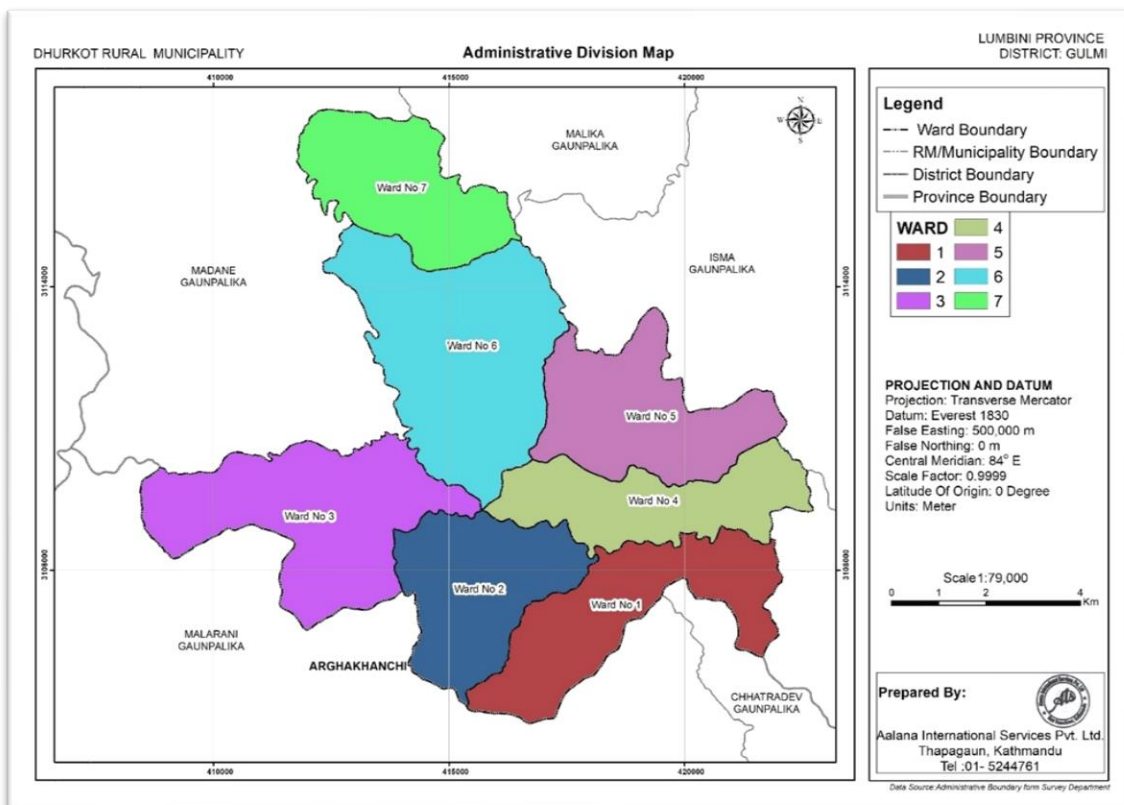 DHURKOT RURAL MUNICIPALITY
Administrative Division Map
LUMBINI PROVINCE
DISTRICT: GULMI
410000
415000
420000
N
W
E
S
MALIKA
GAUNPALIKA
Ward No 7
MADANE
GAUNPALIKA
ISMA
GAUNPALIKA
3114000
3114000
Ward No 6
Ward No 5
Ward No 4
Ward No 3
3108000
3108000
Ward No 2
Ward No 1
MALARANI
GAUNPALIKA
ARGHAKHANCHI
CHHATRADEV
GAUNPALIKA
410000
415000
420000
Legend
Ward Boundary
RM/Municipality Boundary
District Boundary
Province Boundary
WARD
1
2
3
4
5
6
7
PROJECTION AND DATUM
Projection: Transverse Mercator
Datum: Everest 1830
False Easting: 500,000 m
False Northing: 0 m
Central Meridian: 84° E
Scale Factor: 0.9999
Latitude Of Origin: 0 Degree
Units: Meter
Scale1:79,000
0 1 2 4
Km
Prepared By:
Aalana International Services Pvt. Ltd.
Thapagaun, Kathmandu
Tel :01- 5244761
Data Source:Administrative Boundary form Survey Department